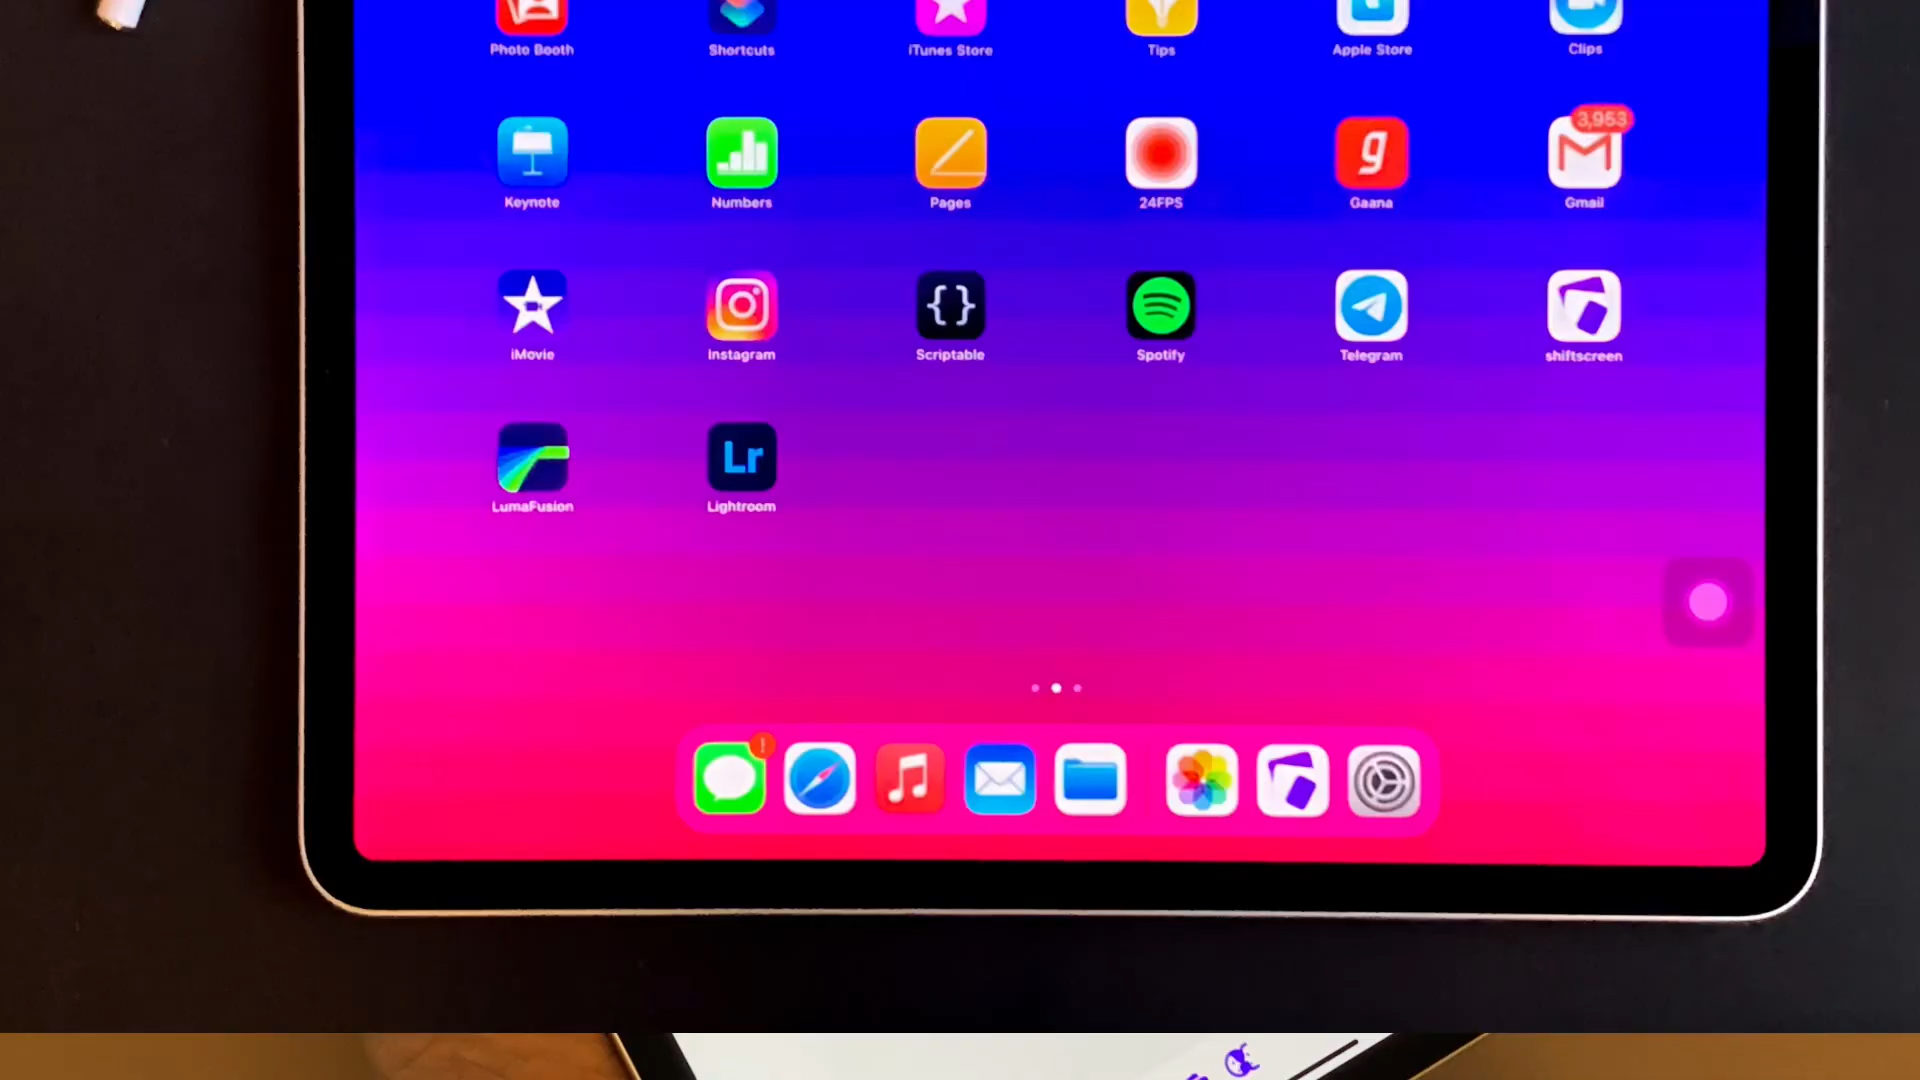 Photo Booth Shortcuts iTunes Store Tips Apple Store Clips
3,953
Keynote Numbers Pages 24FPS Gaana Gmail
iMovie Instagram Scriptable Spotify Telegram shiftscreen
Lr
LumaFusion Lightroom